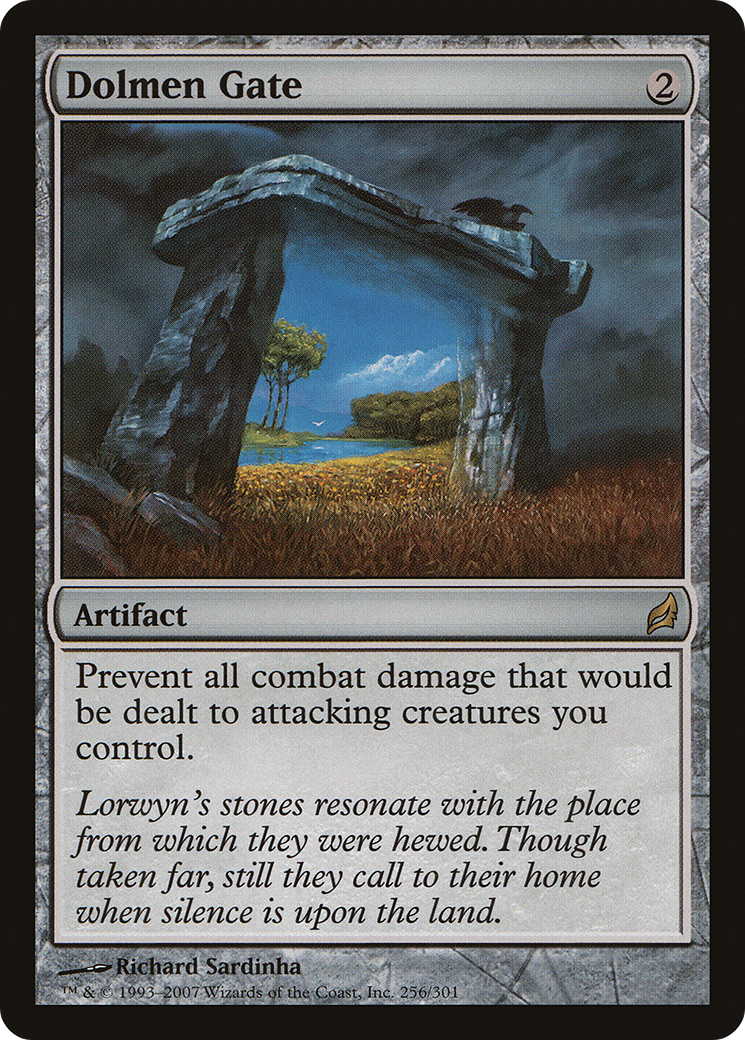 Dolmen Gate
2
Artifact
Prevent all combat damage that would
be dealt to attacking creatures you
control.
Lorwyn's stones resonate with the place
from which they were hewed. Though
taken far, still they call to their home
when silence is upon the land.
Richard Sardinha
™ & © 1993–2007 Wizards of the Coast, Inc. 256/301